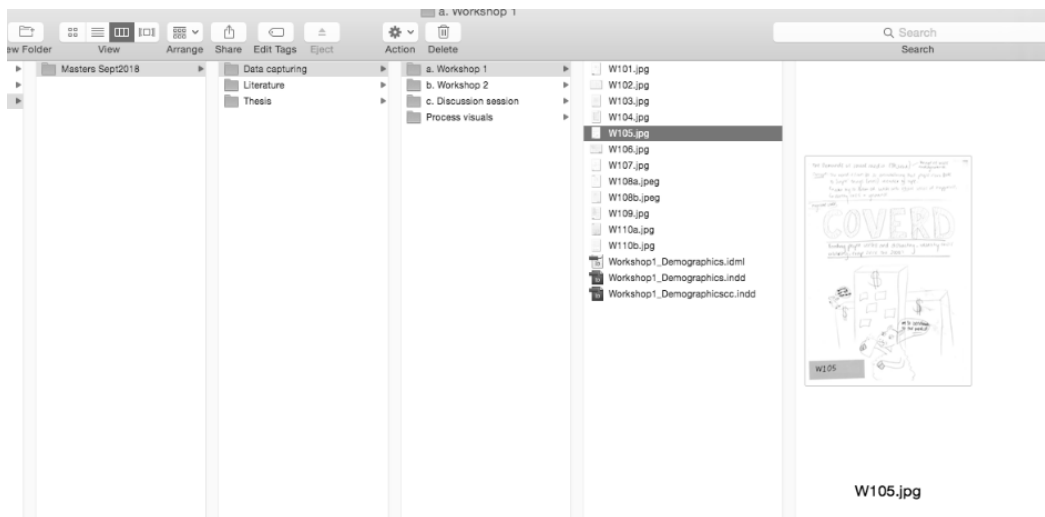 a. Workshop 1
ew Folder
View
Arrange
Share
Edit Tags
Eject
Action
Delete
Search
Search
Masters Sept2018
Data capturing
Literature
Thesis
a. Workshop 1
b. Workshop 2
c. Discussion session
Process visuals
W101.jpg
W102.jpg
W103.jpg
W104.jpg
W105.jpg
W106.jpg
W107.jpg
W108a.jpeg
W108b.jpeg
W109.jpg
W110a.jpg
W110b.jpg
Workshop1_Demographics.idml
Workshop1_Demographics.indd
Workshop1_Demographicscc.indd
COVERD
$
$
$
W105
W105.jpg